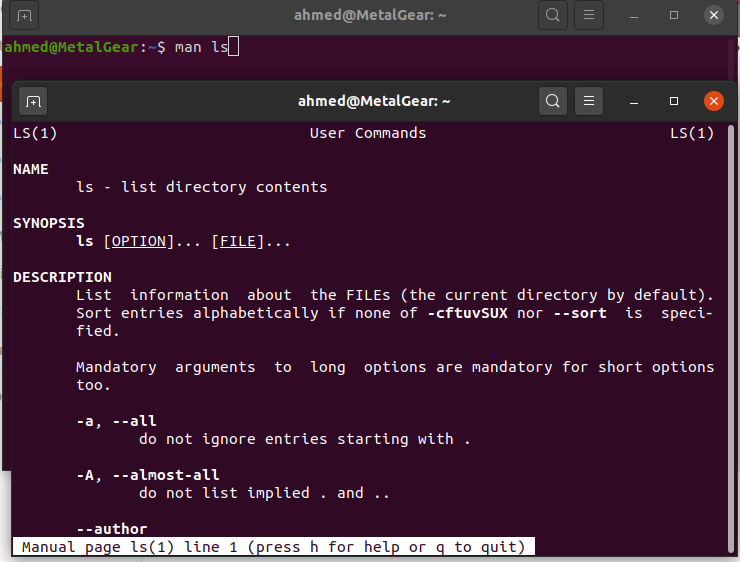 ahmed@MetalGear: ~
ahmed@MetalGear:~$ man ls
ahmed@MetalGear: ~
LS(1) User Commands LS(1)
NAME
ls - list directory contents
SYNOPSIS
ls [OPTION]... [FILE]...
DESCRIPTION
List information about the FILEs (the current directory by default).
Sort entries alphabetically if none of -cftuvSUX nor --sort is speci-
fied.
Mandatory arguments to long options are mandatory for short options
too.
-a, --all
do not ignore entries starting with .
-A, --almost-all
do not list implied . and ..
--author
Manual page ls(1) line 1 (press h for help or q to quit)